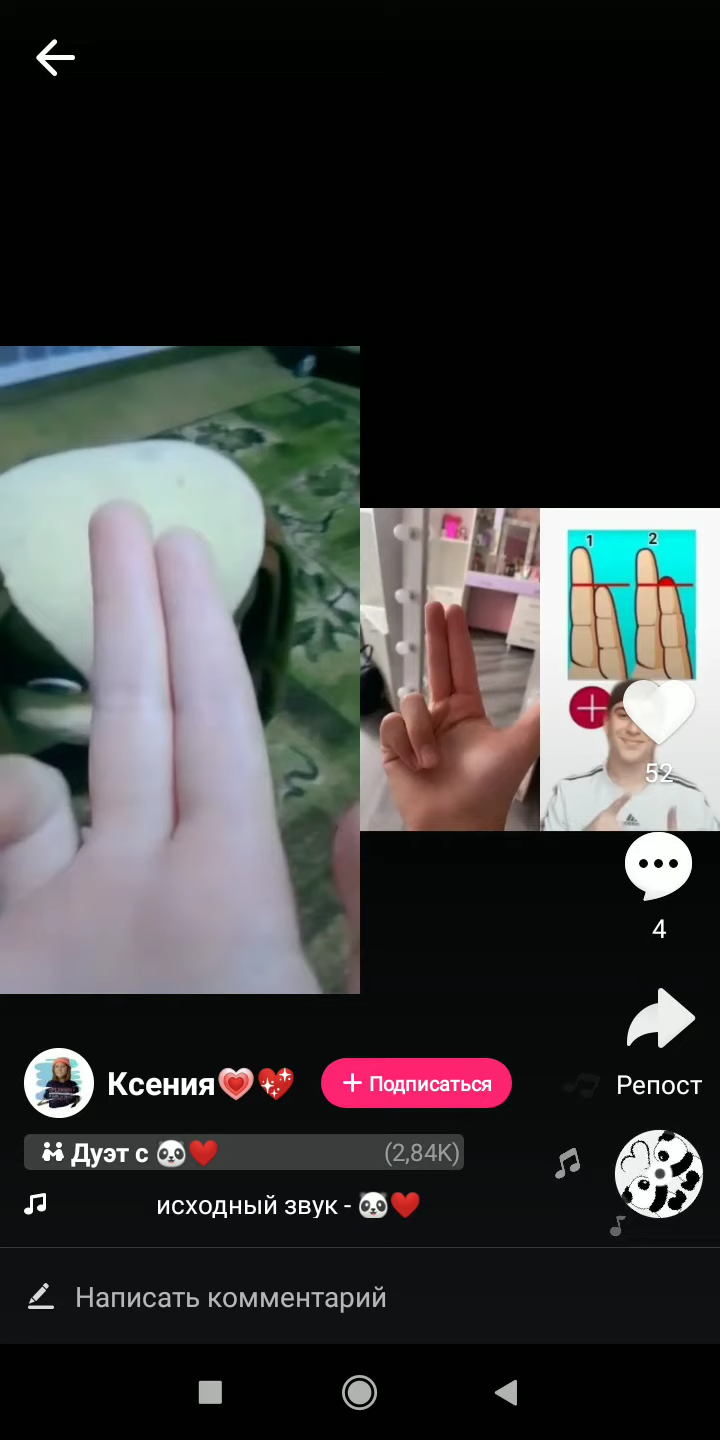 1 2
52
4
Репост
Ксения💗💖
+ Подписаться
Дуэт с 🐼❤️ (2,84K)
исходный звук - 🐼❤️
Написать комментарий